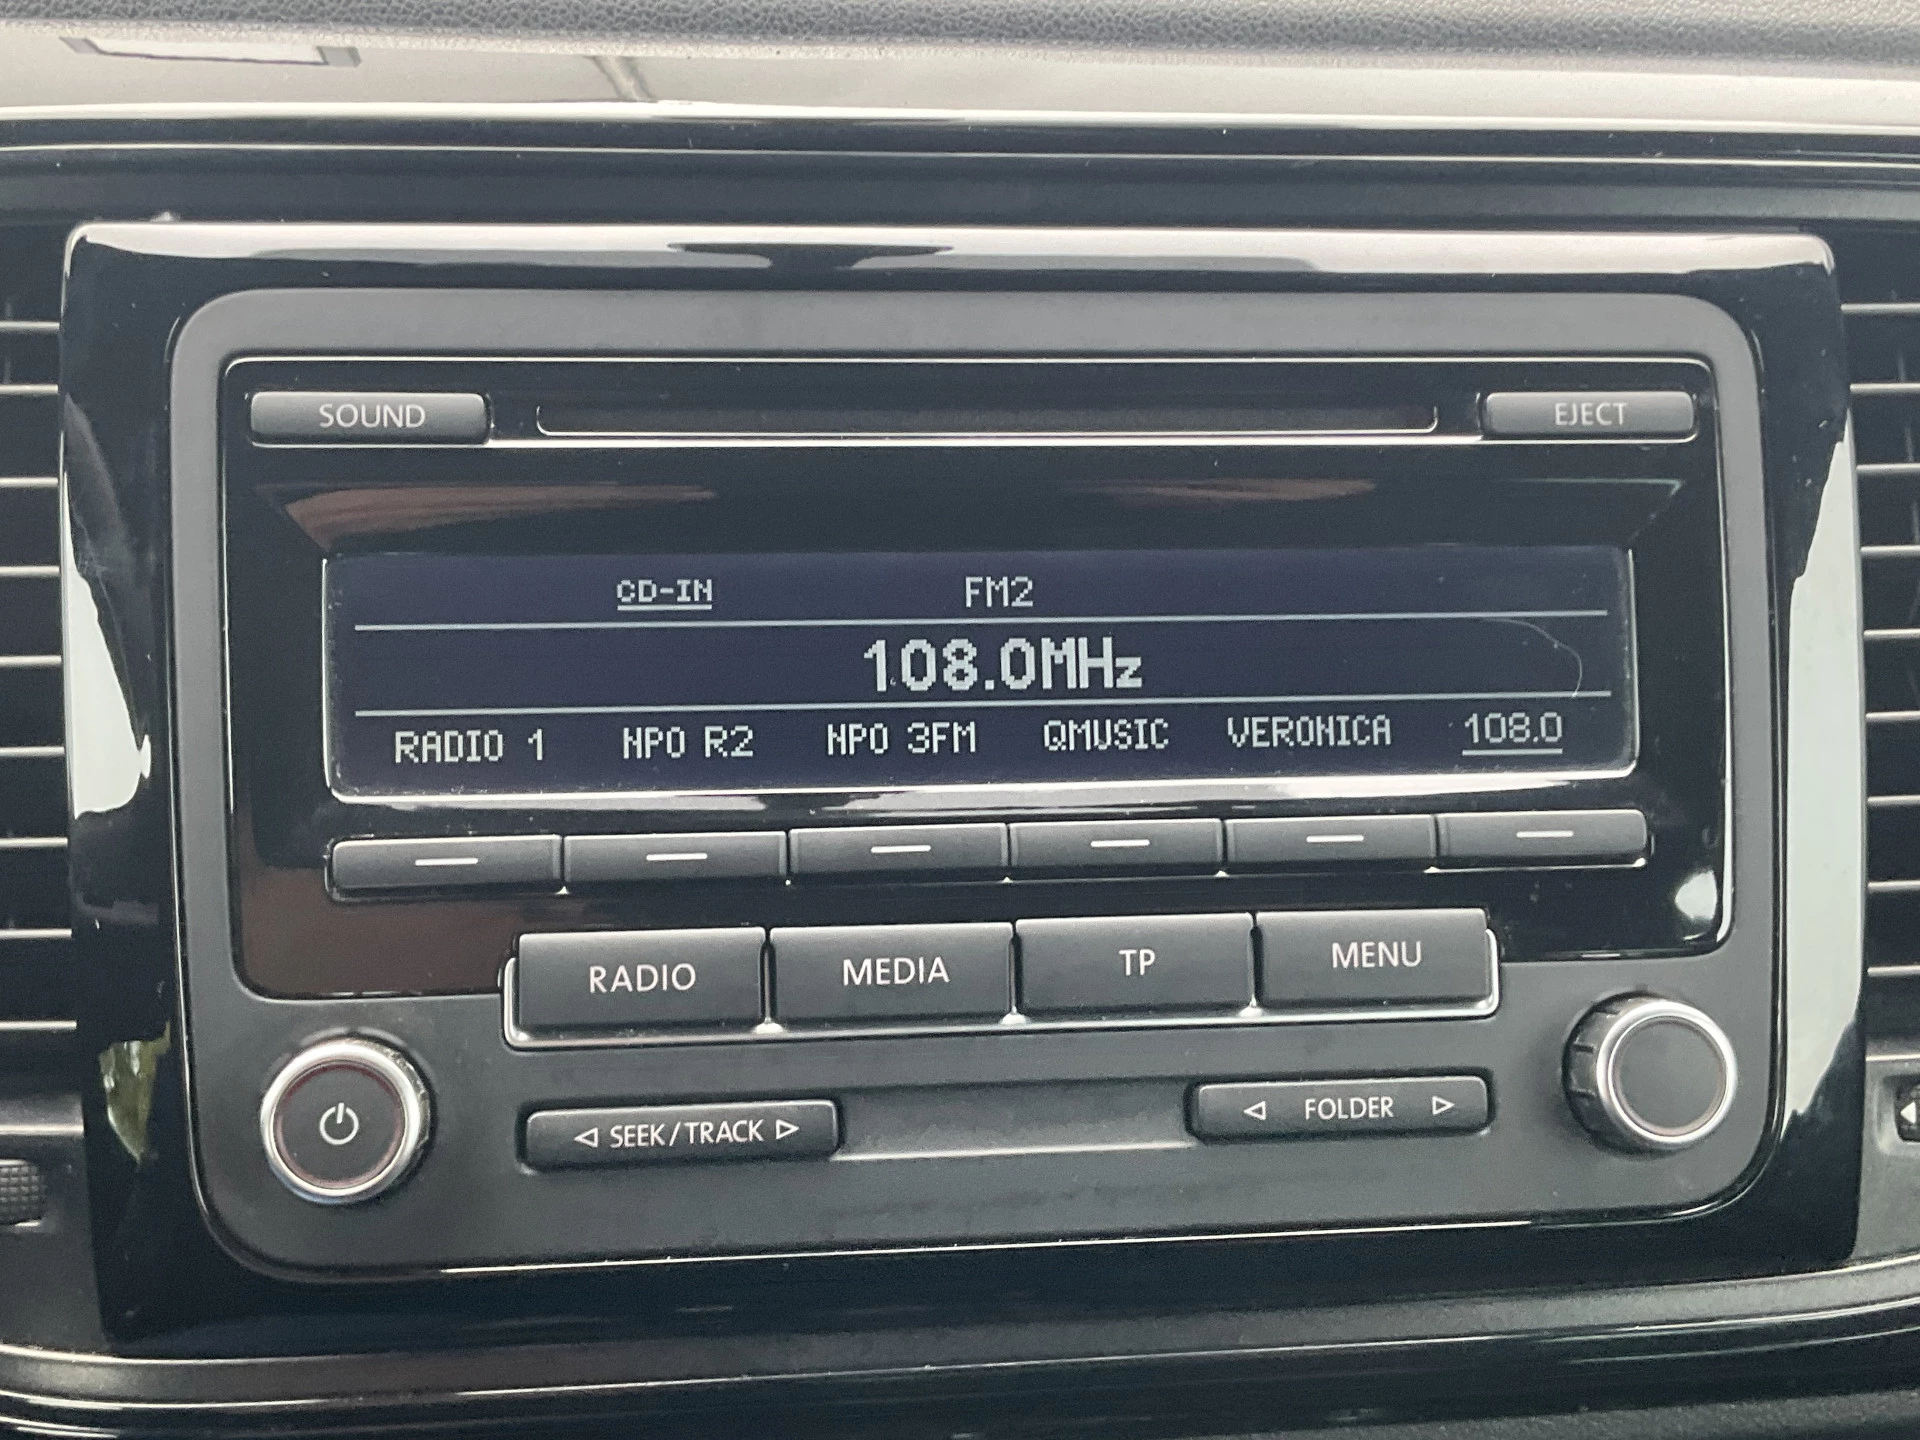 SOUND EJECT
CD-IN FM2
108.0MHz
RADIO 1 NPO R2 NPO 3FM QMUSIC VERONICA 108.0
RADIO MEDIA TP MENU
SEEK/TRACK FOLDER